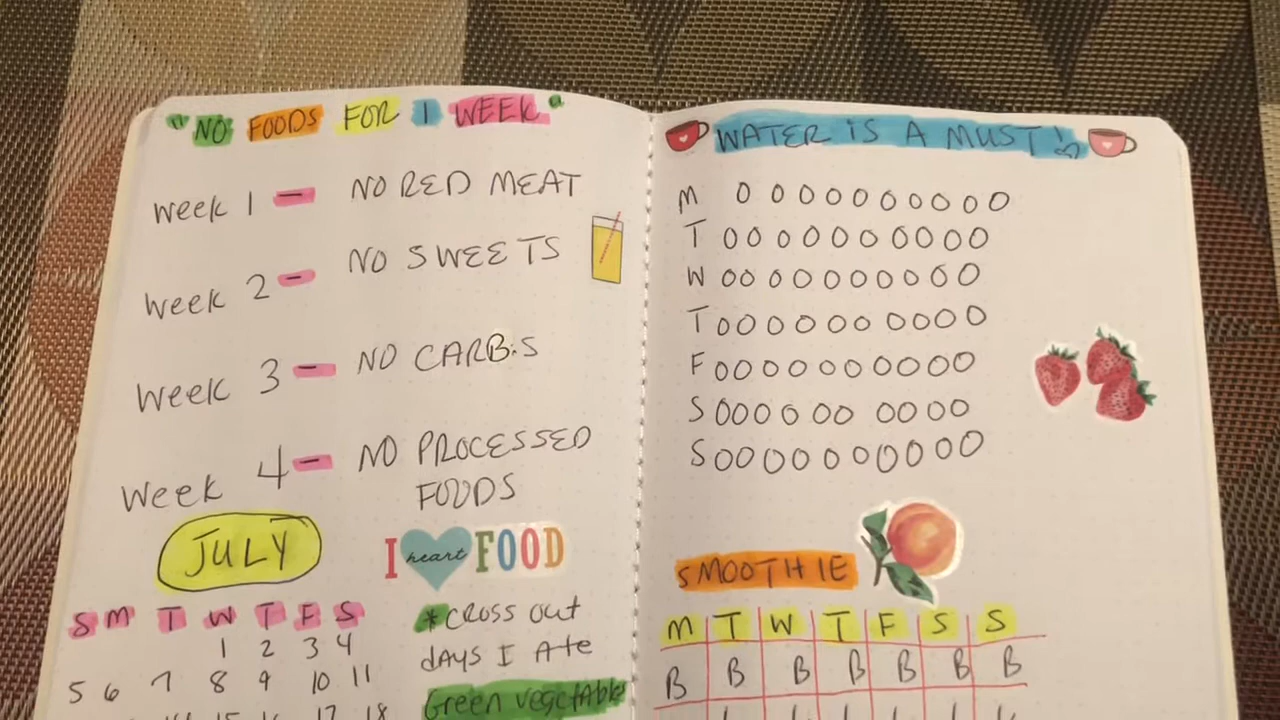 "NO FOODS FOR 1 WEEK"
Week 1 - NO RED MEAT
Week 2 - NO SWEETS
Week 3 - NO CARBS
Week 4 - NO PROCESSED
FOODS
JULY
I heart FOOD
S M T W T F S
1 2 3 4
5 6 7 8 9 10 11
17 18
*CROSS OUT
DAYS I ATE
Green vegetable
WATER IS A MUST!
M O O O O O O O O O O
T O O O O O O O O O O
W O O O O O O O O O O
T O O O O O O O O O O
F O O O O O O O O O O
S O O O O O O O O O O
S O O O O O O O O O O
SMOOTHIE
M T W T F S S
B B B B B B B